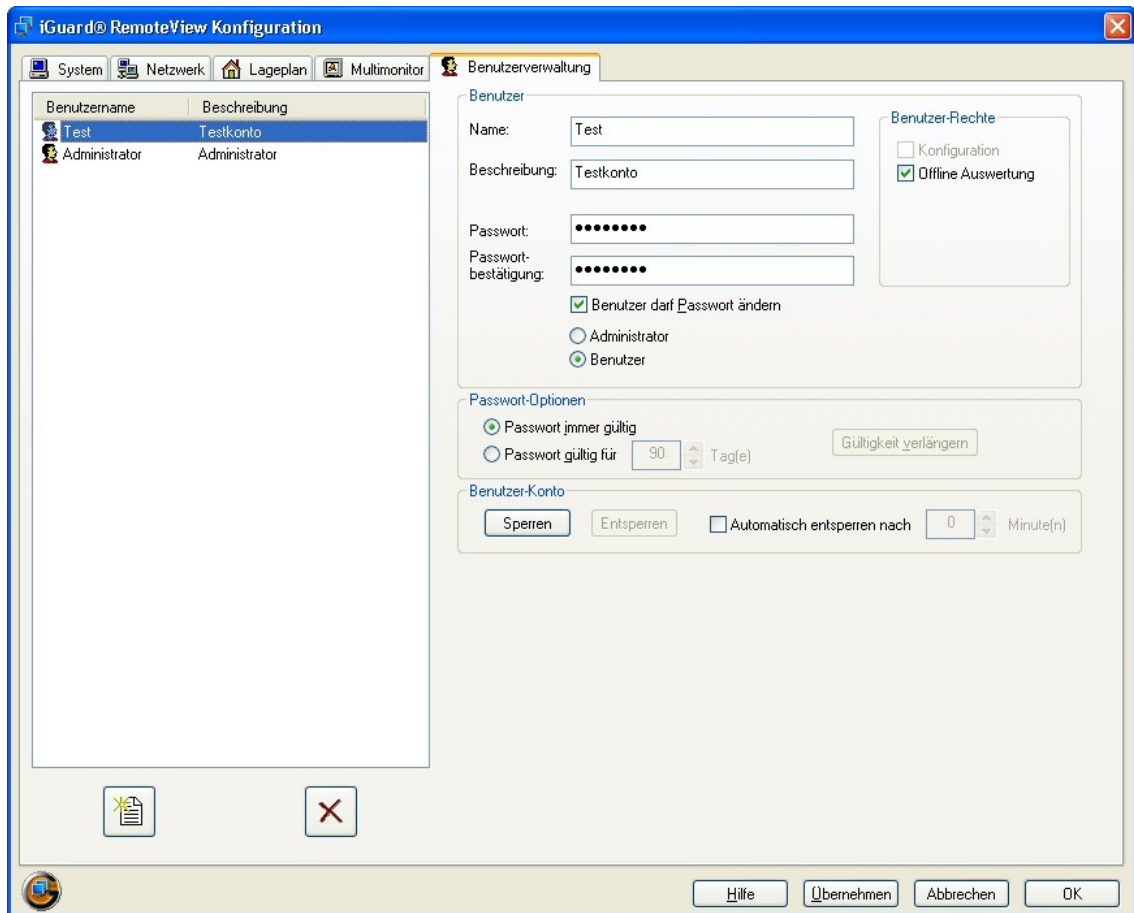 iGuard® RemoteView Konfiguration
System Netzwerk Lageplan Multimonitor Benutzerverwaltung
Benutzername Beschreibung
Test Testkonto
Administrator Administrator
Benutzer
Name: Test
Beschreibung: Testkonto
Passwort: ••••••••
Passwort-
bestätigung: ••••••••
Benutzer darf Passwort ändern
Administrator
Benutzer
Benutzer-Rechte
Konfiguration
Offline Auswertung
Passwort-Optionen
Passwort immer gültig
Passwort gültig für 90 Tag(e)
Gültigkeit verlängern
Benutzer-Konto
Sperren Entsperren Automatisch entsperren nach 0 Minute(n)
Hilfe Übernehmen Abbrechen OK